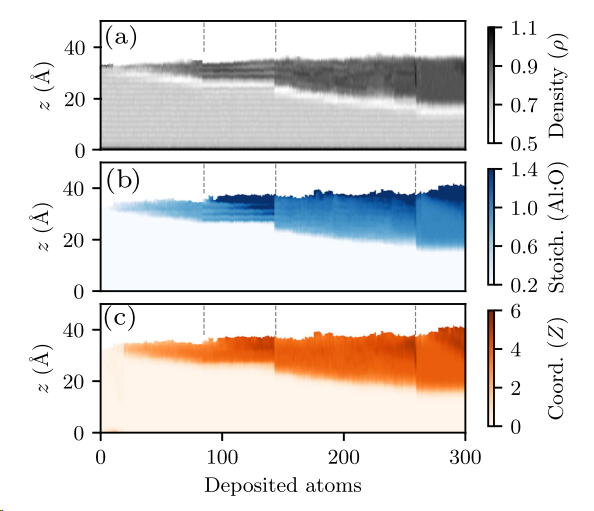 (a)
40
20
0
z (Å)
1.1
0.9
0.7
0.5
Density (ρ)
(b)
40
20
0
z (Å)
1.4
1.0
0.6
0.2
Stoich. (Al:O)
(c)
40
20
0
z (Å)
6
4
2
0
Coord. (Z)
0 100 200 300
Deposited atoms